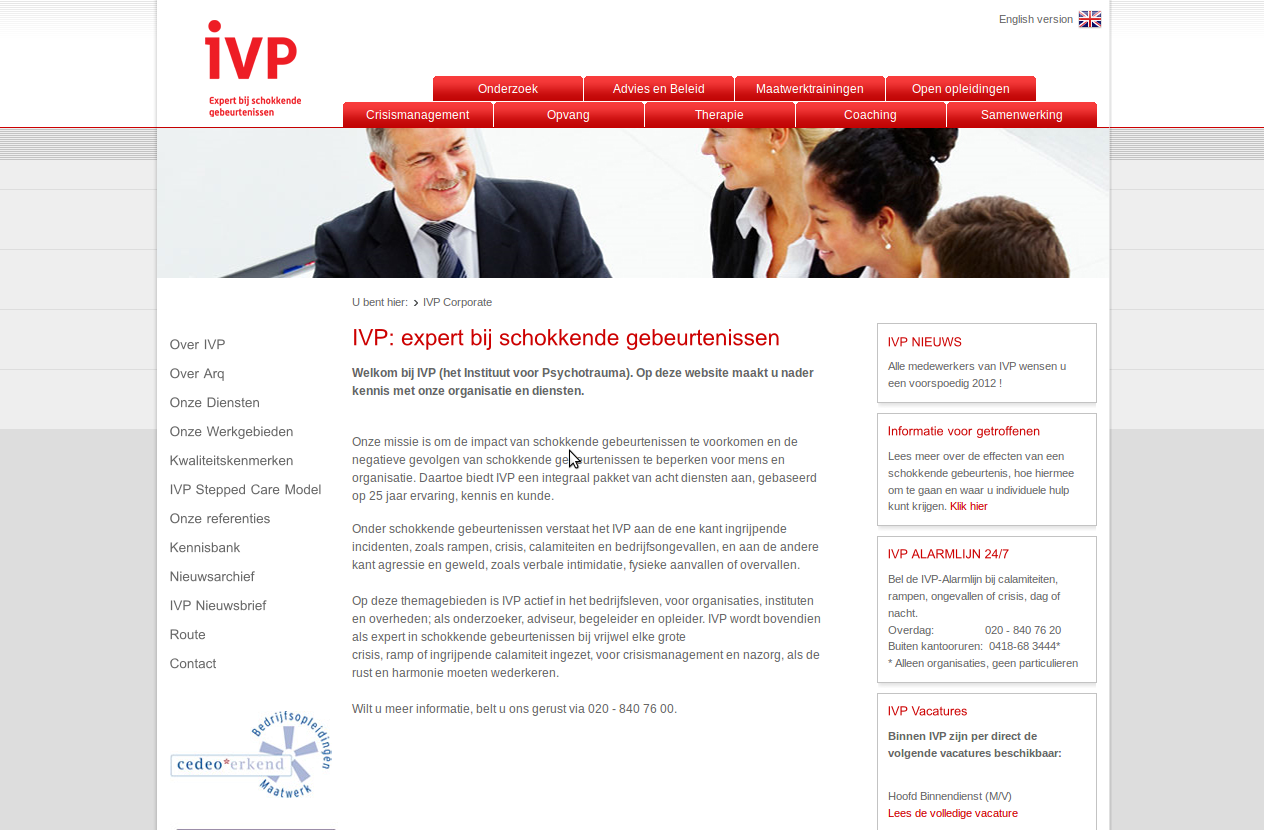 English version
iVP
Expert bij schokkende
gebeurtenissen
Onderzoek
Advies en Beleid
Maatwerktrainingen
Open opleidingen
Crisismanagement
Opvang
Therapie
Coaching
Samenwerking
U bent hier: › IVP Corporate
Over IVP
Over Arq
Onze Diensten
Onze Werkgebieden
Kwaliteitskenmerken
IVP Stepped Care Model
Onze referenties
Kennisbank
Nieuwsarchief
IVP Nieuwsbrief
Route
Contact
Bedrijfsopleidingen
cedeo*erkend
Maatwerk
IVP: expert bij schokkende gebeurtenissen
Welkom bij IVP (het Instituut voor Psychotrauma). Op deze website maakt u nader
kennis met onze organisatie en diensten.
Onze missie is om de impact van schokkende gebeurtenissen te voorkomen en de
negatieve gevolgen van schokkende gebeurtenissen te beperken voor mens en
organisatie. Daartoe biedt IVP een integraal pakket van acht diensten aan, gebaseerd
op 25 jaar ervaring, kennis en kunde.
Onder schokkende gebeurtenissen verstaat het IVP aan de ene kant ingrijpende
incidenten, zoals rampen, crisis, calamiteiten en bedrijfsongevallen, en aan de andere
kant agressie en geweld, zoals verbale intimidatie, fysieke aanvallen of overvallen.
Op deze themagebieden is IVP actief in het bedrijfsleven, voor organisaties, instituten
en overheden; als onderzoeker, adviseur, begeleider en opleider. IVP wordt bovendien
als expert in schokkende gebeurtenissen bij vrijwel elke grote
crisis, ramp of ingrijpende calamiteit ingezet, voor crisismanagement en nazorg, als de
rust en harmonie moeten wederkeren.
Wilt u meer informatie, belt u ons gerust via 020 - 840 76 00.
IVP NIEUWS
Alle medewerkers van IVP wensen u
een voorspoedig 2012 !
Informatie voor getroffenen
Lees meer over de effecten van een
schokkende gebeurtenis, hoe hiermee
om te gaan en waar u individuele hulp
kunt krijgen. Klik hier
IVP ALARMLIJN 24/7
Bel de IVP-Alarmlijn bij calamiteiten,
rampen, ongevallen of crisis, dag of
nacht.
Overdag: 020 - 840 76 20
Buiten kantooruren: 0418-68 3444*
* Alleen organisaties, geen particulieren
IVP Vacatures
Binnen IVP zijn per direct de
volgende vacatures beschikbaar:
Hoofd Binnendienst (M/V)
Lees de volledige vacature